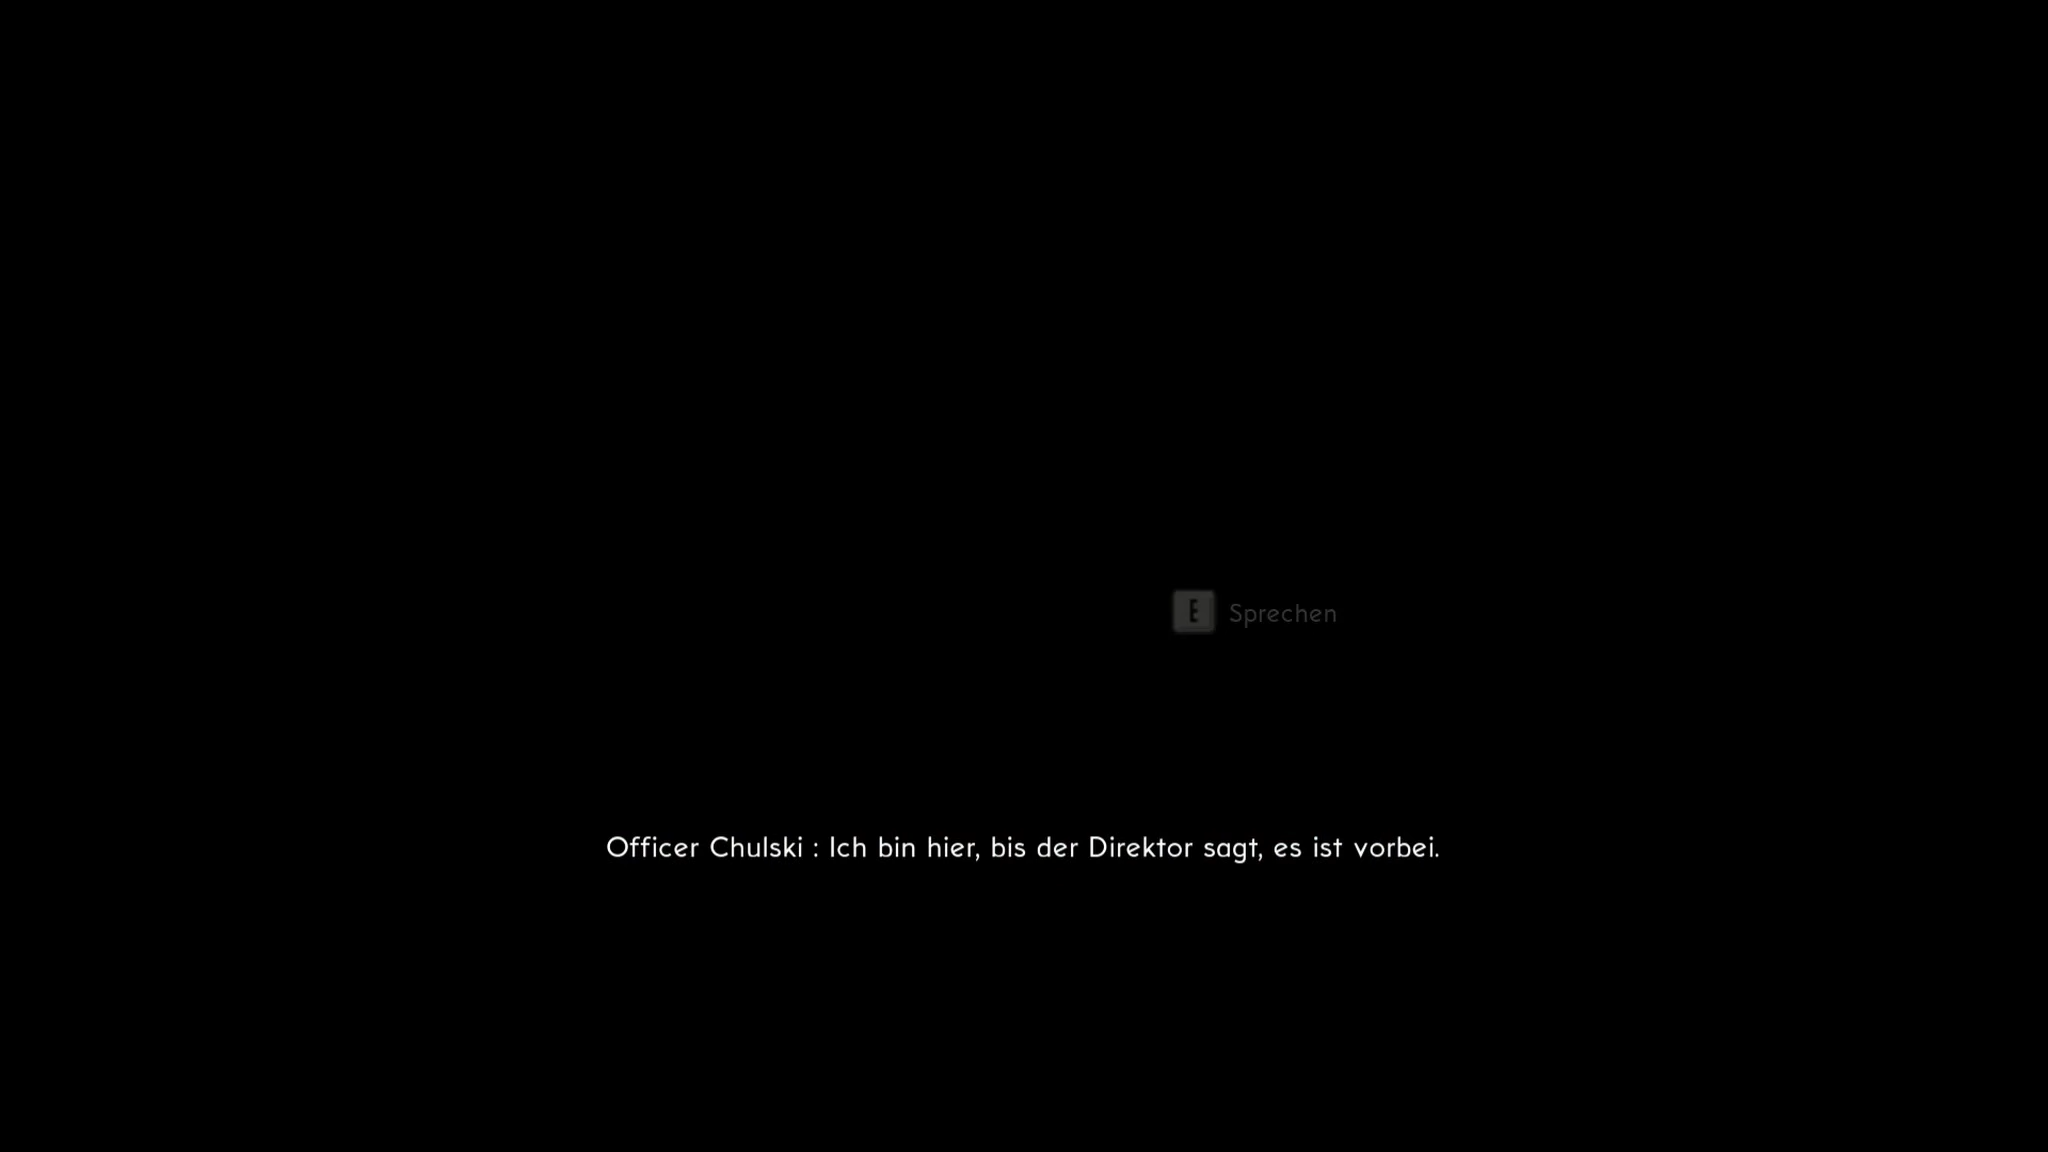 E Sprechen
Officer Chulski : Ich bin hier, bis der Direktor sagt, es ist vorbei.